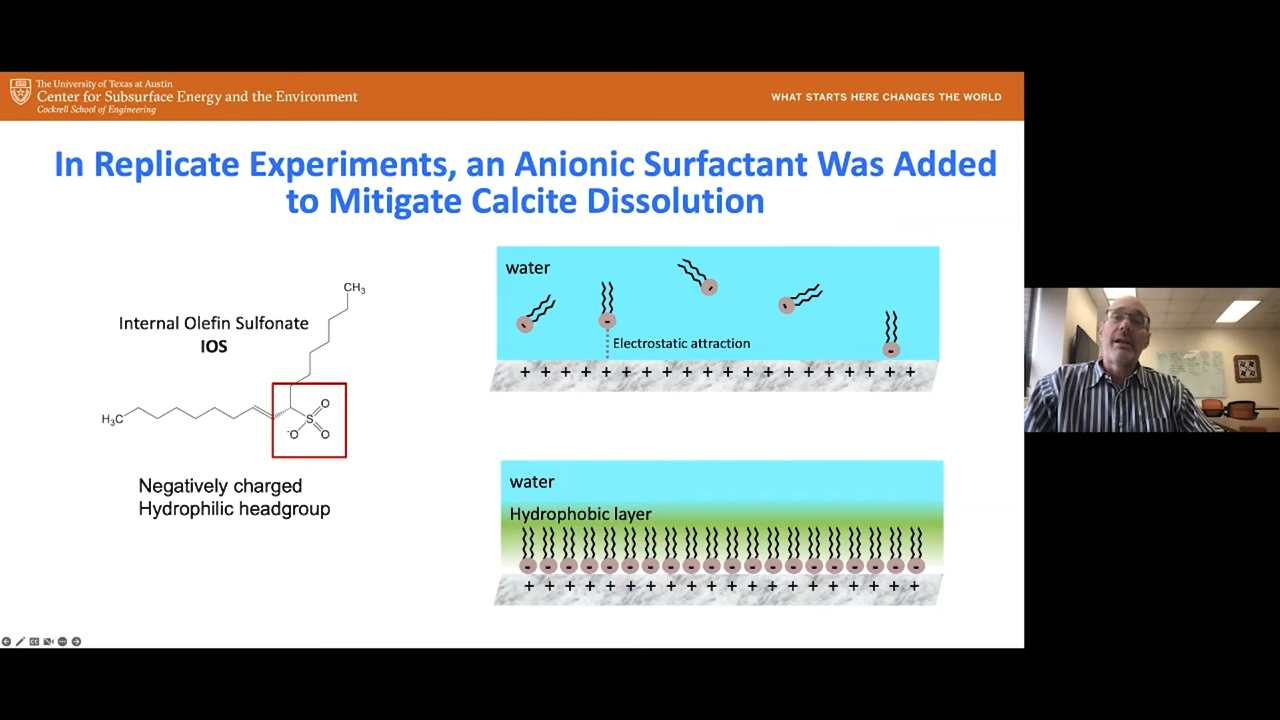 The University of Texas at Austin
Center for Subsurface Energy and the Environment
Cockrell School of Engineering
WHAT STARTS HERE CHANGES THE WORLD
In Replicate Experiments, an Anionic Surfactant Was Added
to Mitigate Calcite Dissolution
Internal Olefin Sulfonate
IOS
CH3
H3C
O
S
-O
O
Negatively charged
Hydrophilic headgroup
water
- - - - -
Electrostatic attraction
+ + + + + + + + + + + + + + + + + + + +
water
Hydrophobic layer
- - - - - - - - - - - - - - - - - - - -
+ + + + + + + + + + + + + + + + + + + +